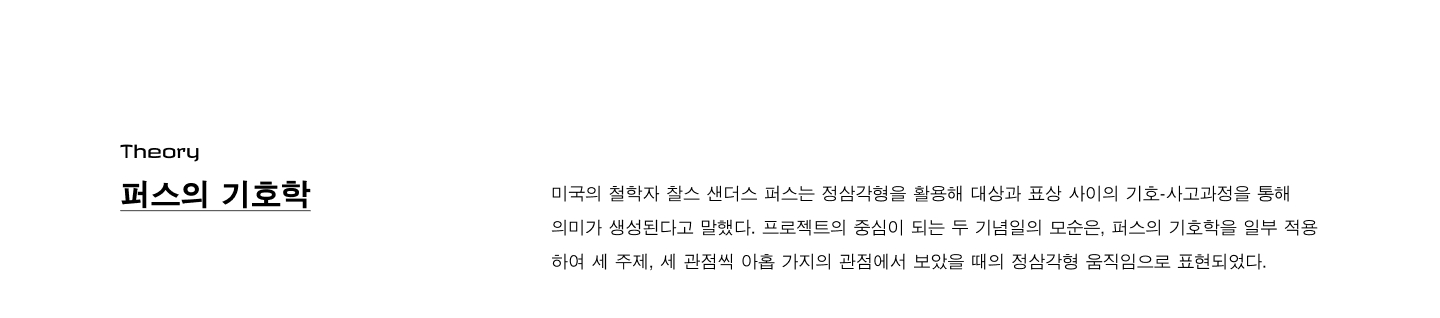 Theory
퍼스의 기호학
미국의 철학자 찰스 샌더스 퍼스는 정삼각형을 활용해 대상과 표상 사이의 기호-사고과정을 통해
의미가 생성된다고 말했다. 프로젝트의 중심이 되는 두 기념일의 모순은, 퍼스의 기호학을 일부 적용
하여 세 주제, 세 관점씩 아홉 가지의 관점에서 보았을 때의 정삼각형 움직임으로 표현되었다.